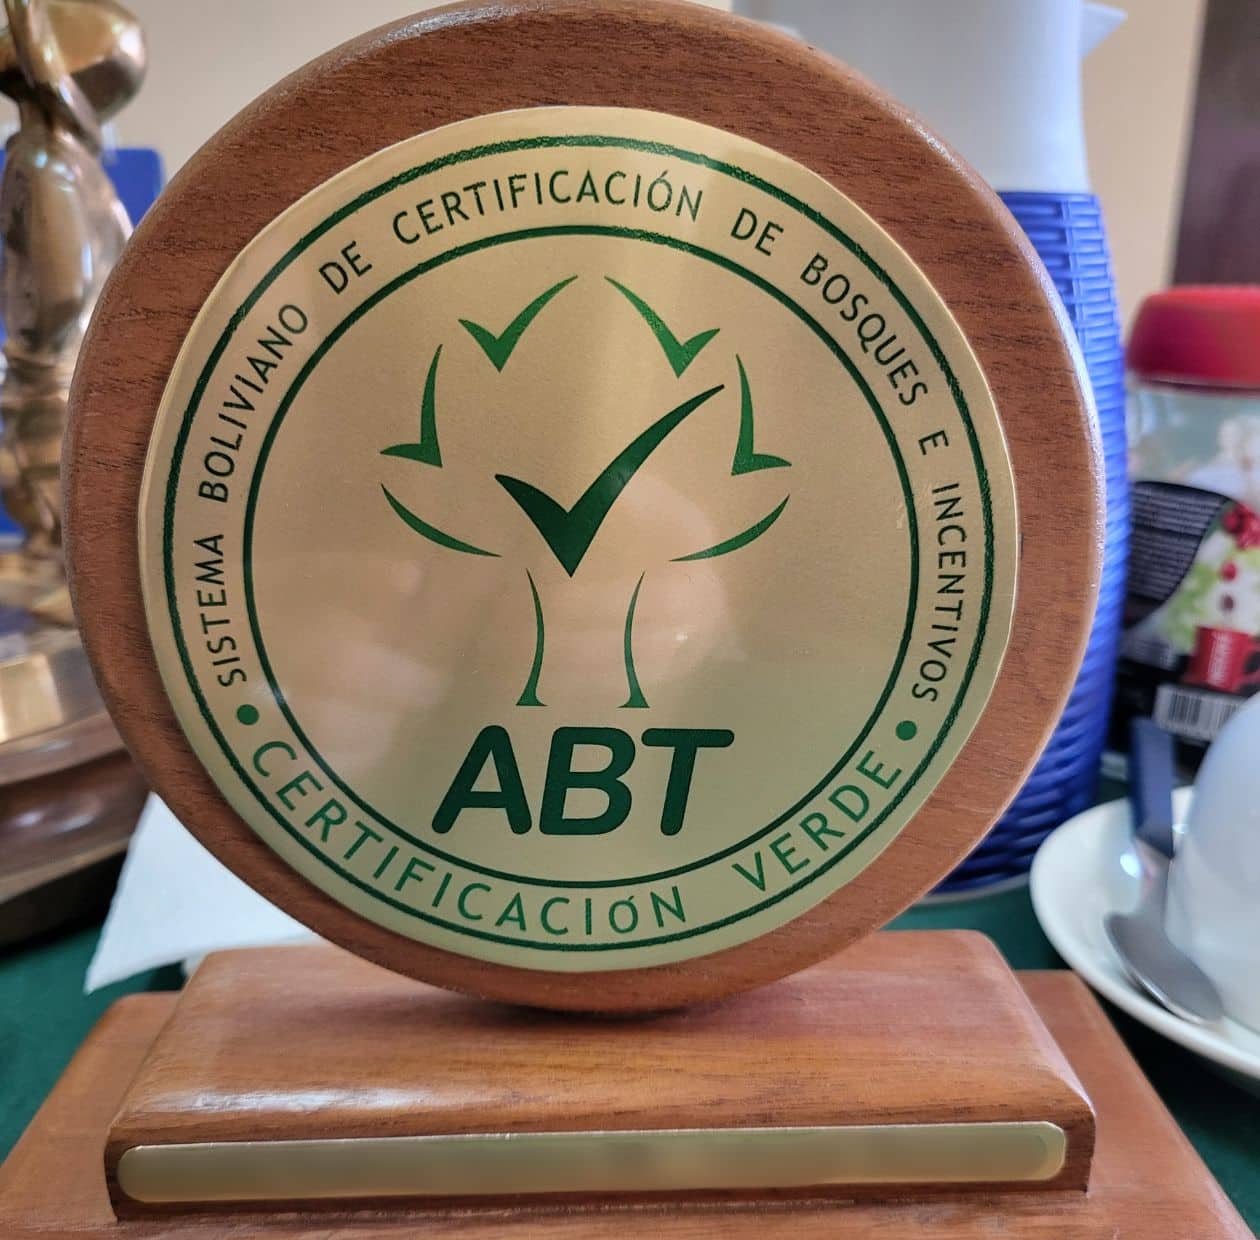 SISTEMA BOLIVIANO DE CERTIFICACIÓN DE BOSQUES E INCENTIVOS
ABT
• CERTIFICACIÓN VERDE •